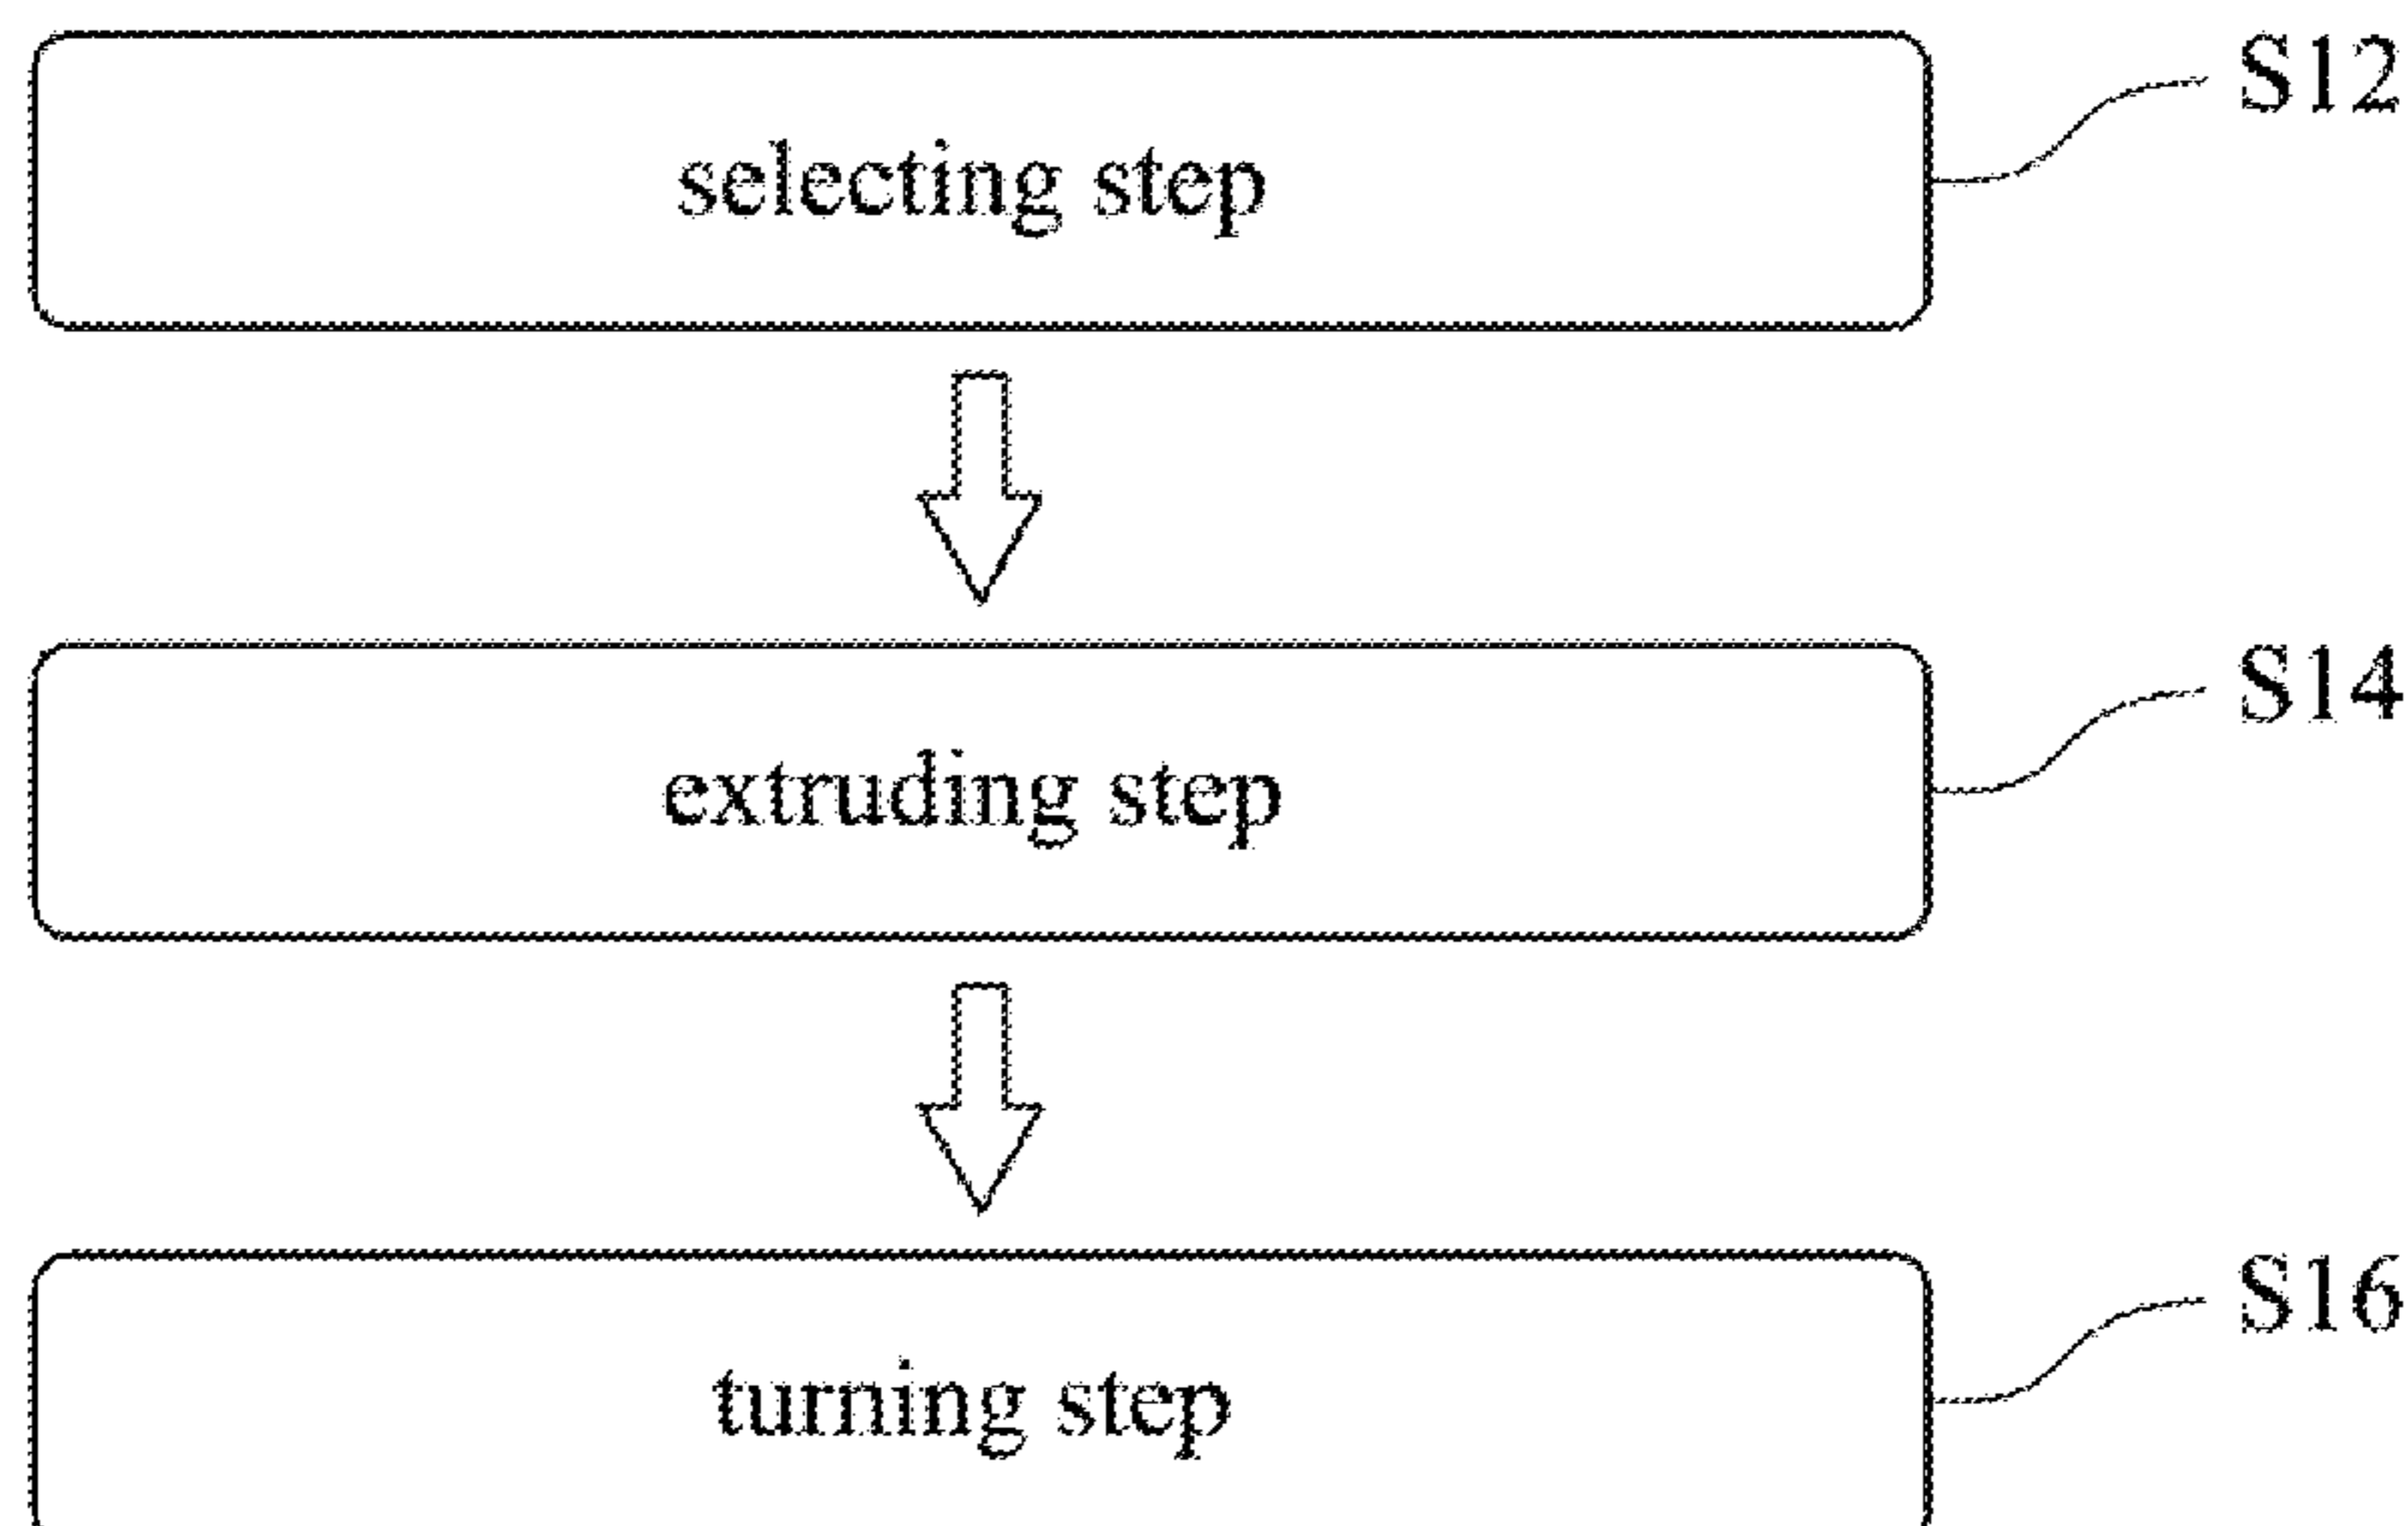 S12
selecting step
S14
extruding step
S16
turning step